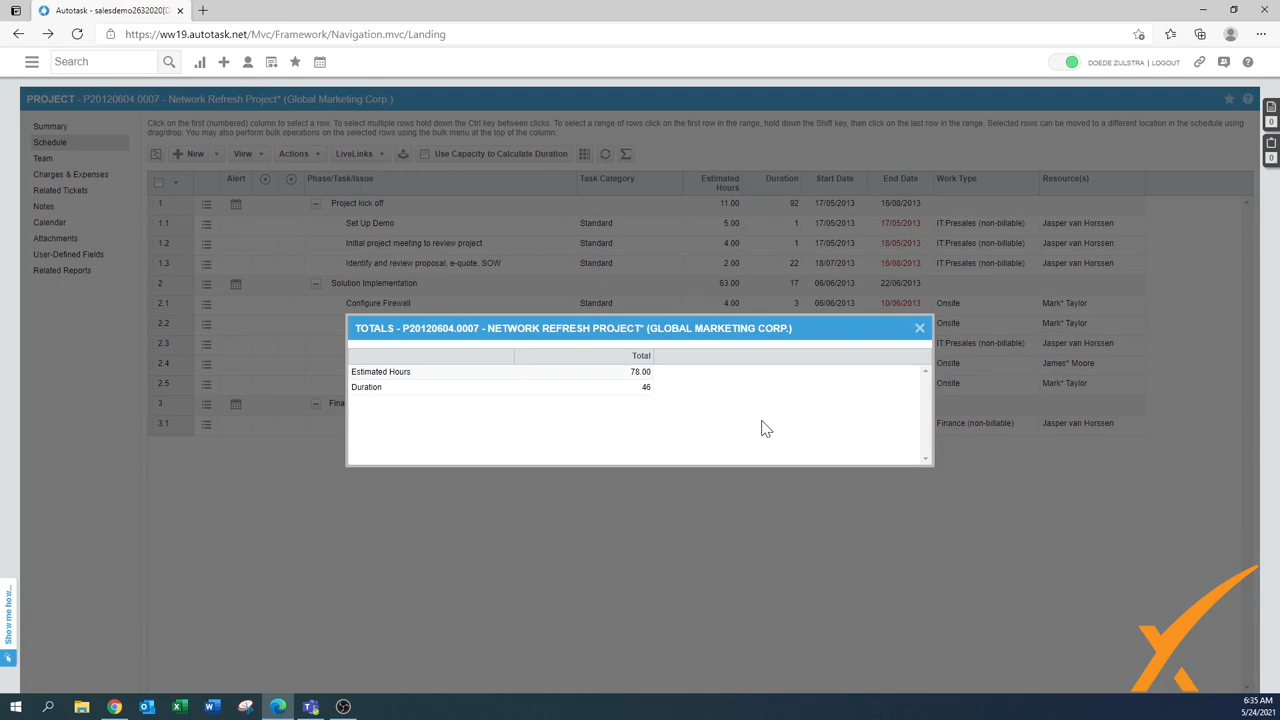 Autotask - salesdemo2632020[D
https://ww19.autotask.net/Mvc/Framework/Navigation.mvc/Landing
Search
DOEDE ZIJLSTRA | LOGOUT
PROJECT - P20120604.0007 - Network Refresh Project* (Global Marketing Corp.)
Summary
Schedule
Team
Charges & Expenses
Related Tickets
Notes
Calendar
Attachments
User-Defined Fields
Related Reports
Click on the first (numbered) column to select a row. To select multiple rows hold down the Ctrl key between clicks. To select a range of rows click on the first row in the range, hold down the Shift key, then click on the last row in the range. Selected rows can be moved to a different location in the schedule using
drag/drop. You may also perform bulk operations on the selected rows using the bulk menu at the top of the column.
New View Actions LiveLinks Use Capacity to Calculate Duration
Alert Phase/Task/Issue Task Category Estimated Hours Duration Start Date End Date Work Type Resource(s)
1 Project kick off 11.00 92 17/05/2013 16/08/2013
1.1 Set Up Demo Standard 5.00 1 17/05/2013 17/05/2013 IT:Presales (non-billable) Jasper van Horssen
1.2 Initial project meeting to review project Standard 4.00 1 17/05/2013 18/05/2013 IT:Presales (non-billable) Jasper van Horssen
1.3 Identify and review proposal, e-quote, SOW Standard 2.00 22 18/07/2013 16/08/2013 IT:Presales (non-billable) Jasper van Horssen
2 Solution Implementation 63.00 17 06/06/2013 22/06/2013
2.1 Configure Firewall Standard 4.00 3 06/06/2013 10/06/2013 Onsite Mark* Taylor
2.2 Onsite Mark* Taylor
2.3 IT:Presales (non-billable) Jasper van Horssen
2.4 Onsite James* Moore
2.5 Onsite Mark* Taylor
3 Fina
3.1 Finance (non-billable) Jasper van Horssen
TOTALS - P20120604.0007 - NETWORK REFRESH PROJECT* (GLOBAL MARKETING CORP.)
Total
Estimated Hours 78.00
Duration 46
0
0
Show me how...
6:35 AM
5/24/2021